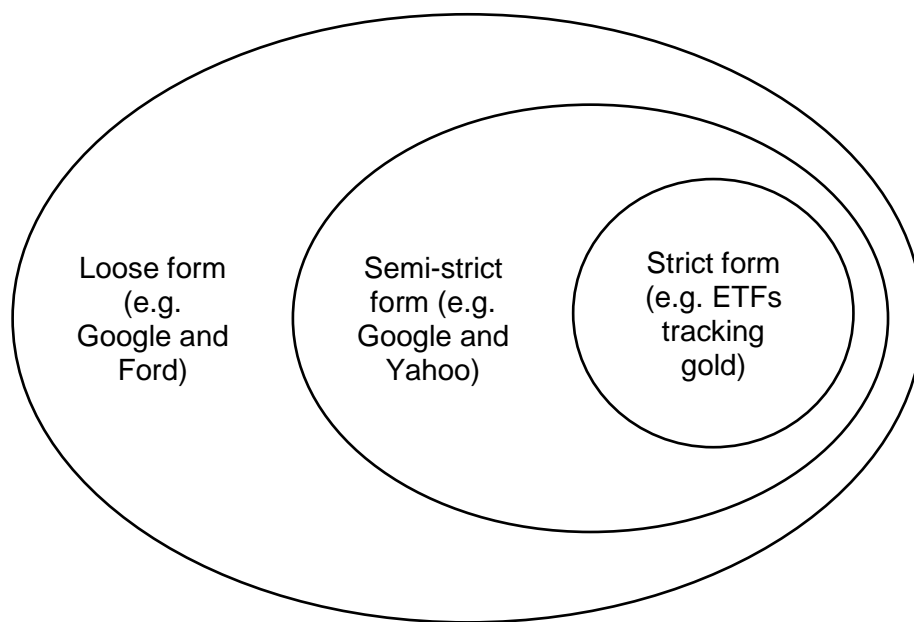 Loose form
(e.g.
Google and
Ford)
Semi-strict
form (e.g.
Google and
Yahoo)
Strict form
(e.g. ETFs
tracking
gold)